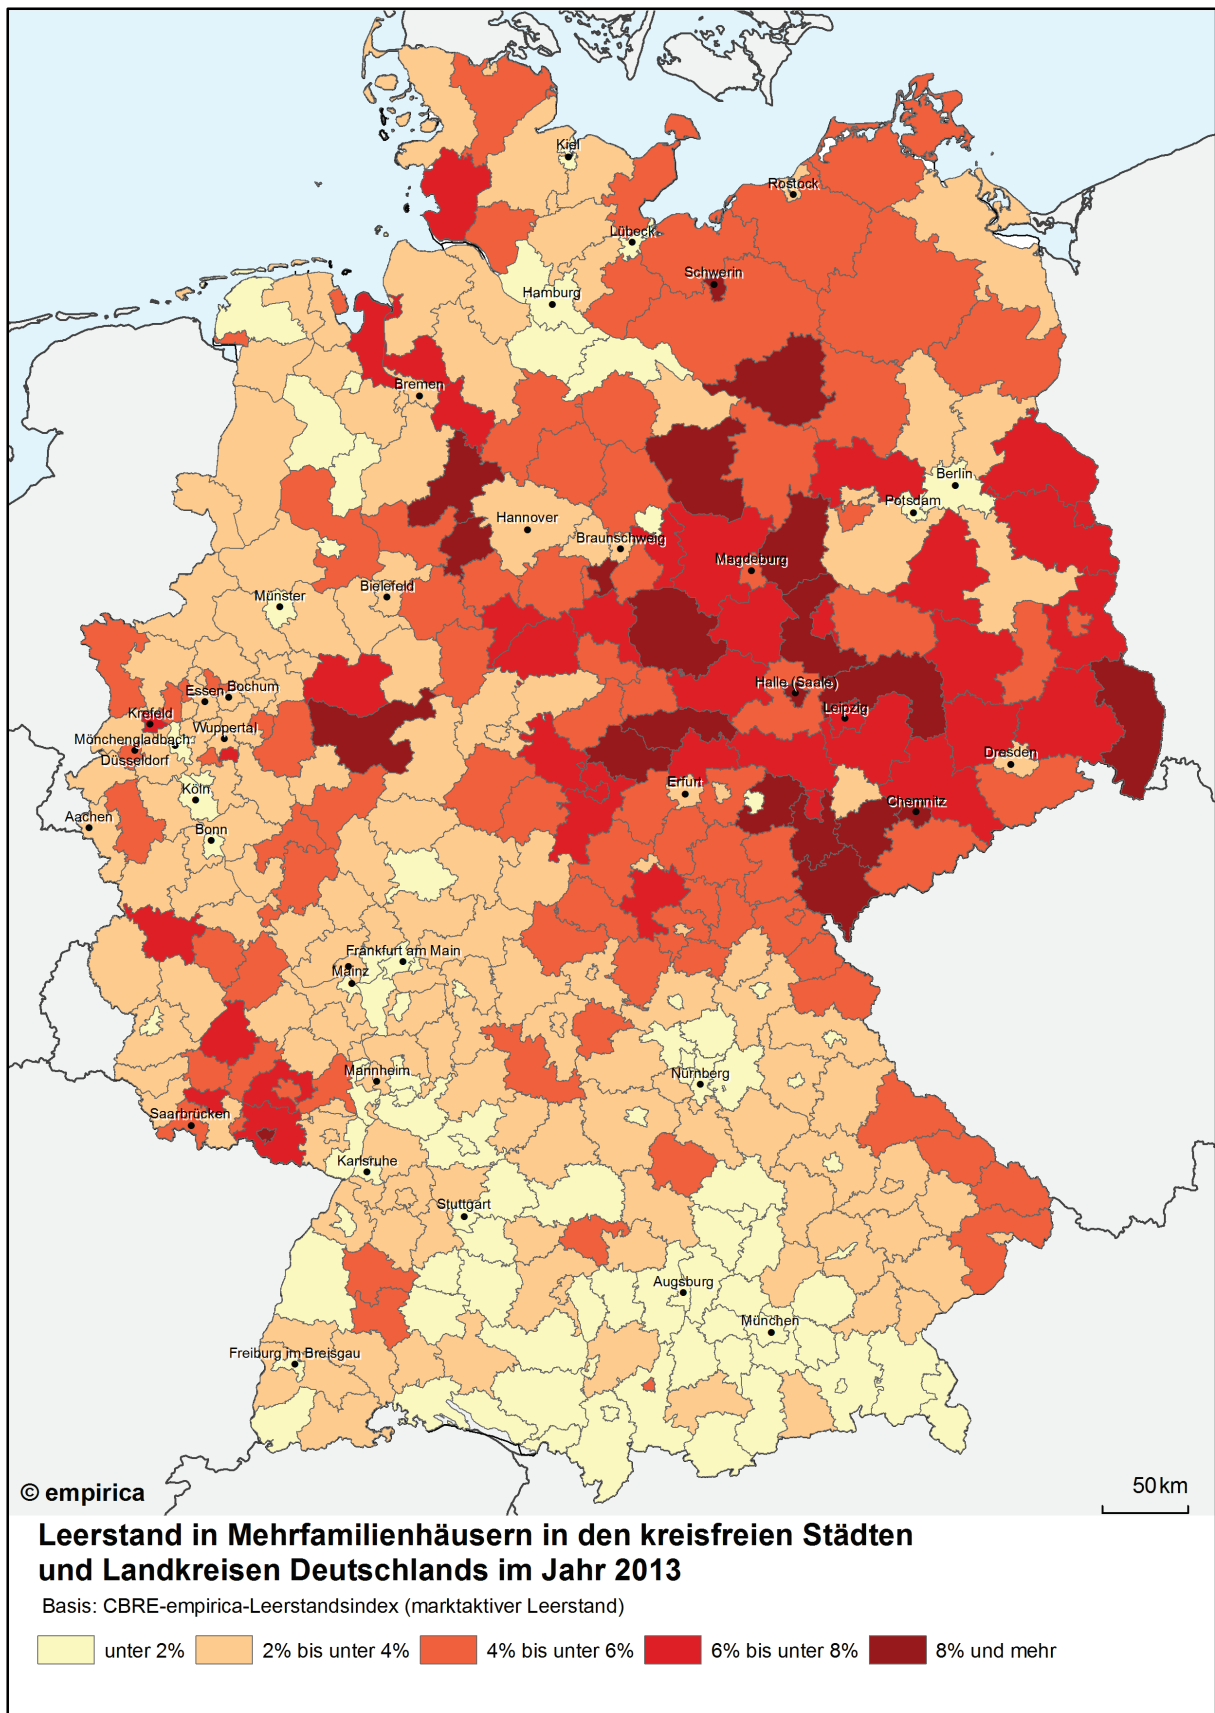 Kiel
Rostock
Lübeck
Schwerin
Hamburg
Bremen
Berlin
Potsdam
Hannover
Braunschweig
Magdeburg
Bielefeld
Münster
Halle (Saale)
Essen
Bochum
Leipzig
Krefeld
Wuppertal
Mönchengladbach
Dresden
Düsseldorf
Erfurt
Köln
Chemnitz
Aachen
Bonn
Frankfurt am Main
Mainz
Mannheim
Nürnberg
Saarbrücken
Karlsruhe
Stuttgart
Augsburg
München
Freiburg im Breisgau
50 km
© empirica
Leerstand in Mehrfamilienhäusern in den kreisfreien Städten
und Landkreisen Deutschlands im Jahr 2013
Basis: CBRE-empirica-Leerstandsindex (marktaktiver Leerstand)
unter 2% 2% bis unter 4% 4% bis unter 6% 6% bis unter 8% 8% und mehr